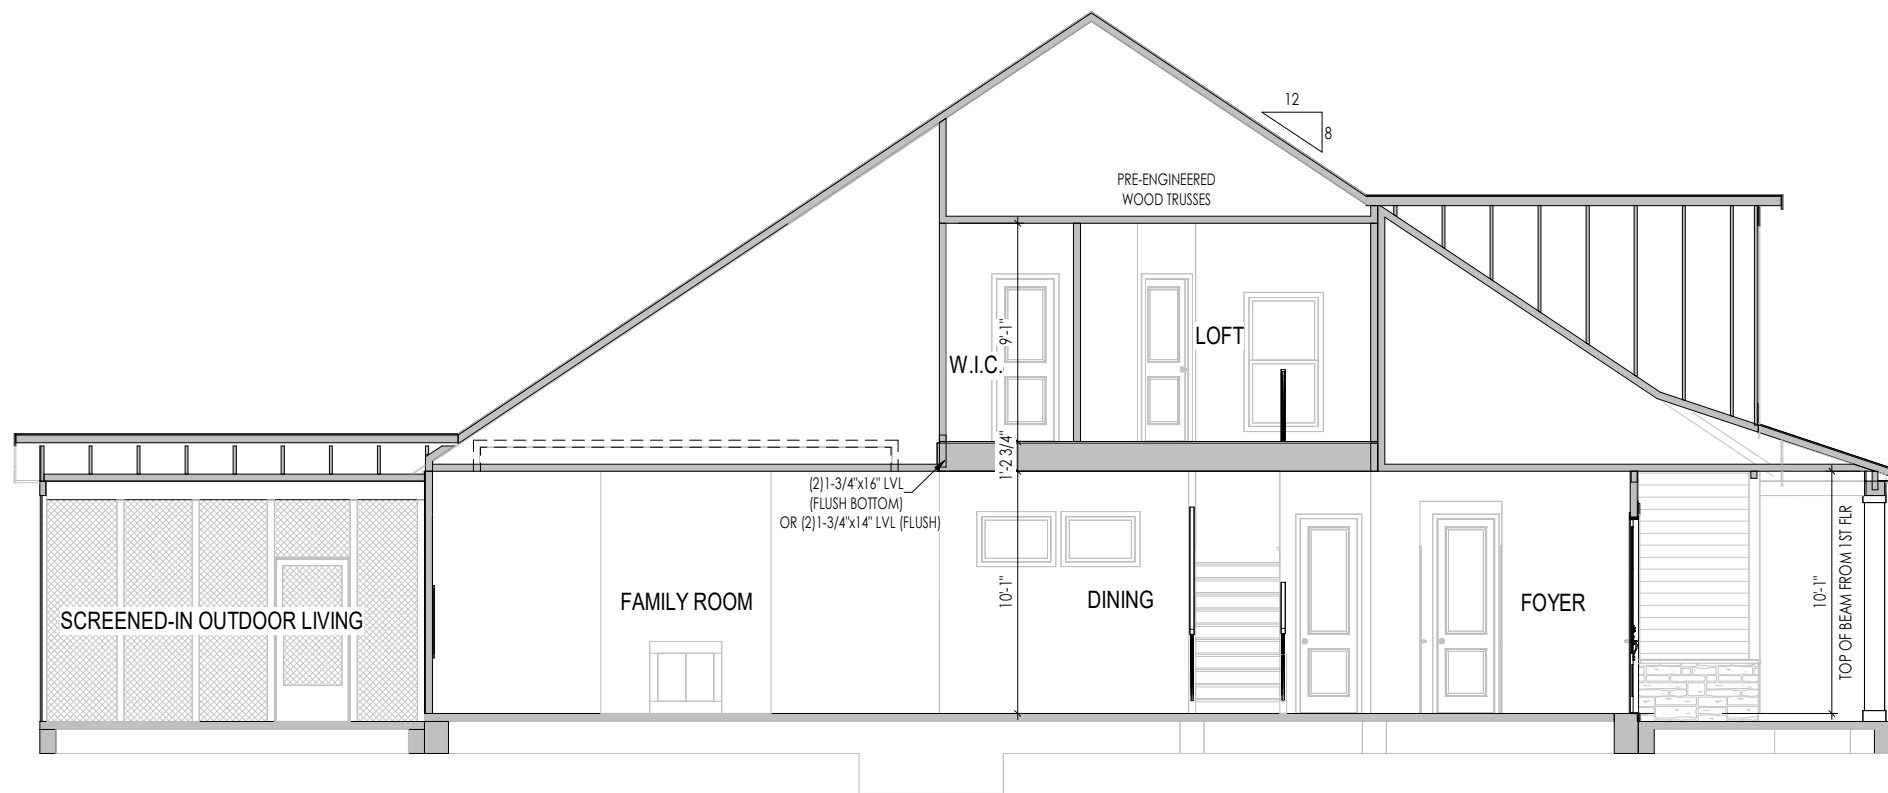 12
8
PRE-ENGINEERED
WOOD TRUSSES
9'-1"
LOFT
W.I.C.
1'-2 3/4"
(2)1-3/4"x16" LVL
(FLUSH BOTTOM)
OR (2)1-3/4"x14" LVL (FLUSH)
10'-1"
SCREENED-IN OUTDOOR LIVING
FAMILY ROOM
DINING
FOYER
10'-1"
TOP OF BEAM FROM 1ST FLR